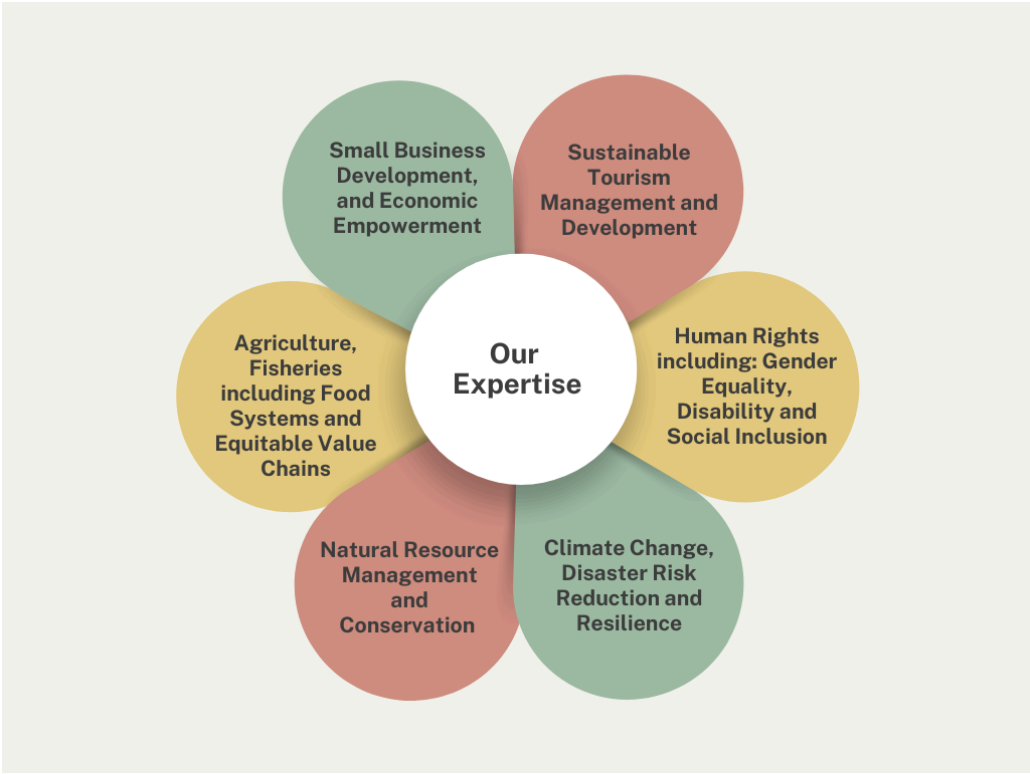 Small Business
Development,
and Economic
Empowerment
Sustainable
Tourism
Management and
Development
Human Rights
including: Gender
Equality,
Disability and
Social Inclusion
Our
Expertise
Agriculture,
Fisheries
including Food
Systems and
Equitable Value
Chains
Natural Resource
Management
and
Conservation
Climate Change,
Disaster Risk
Reduction and
Resilience